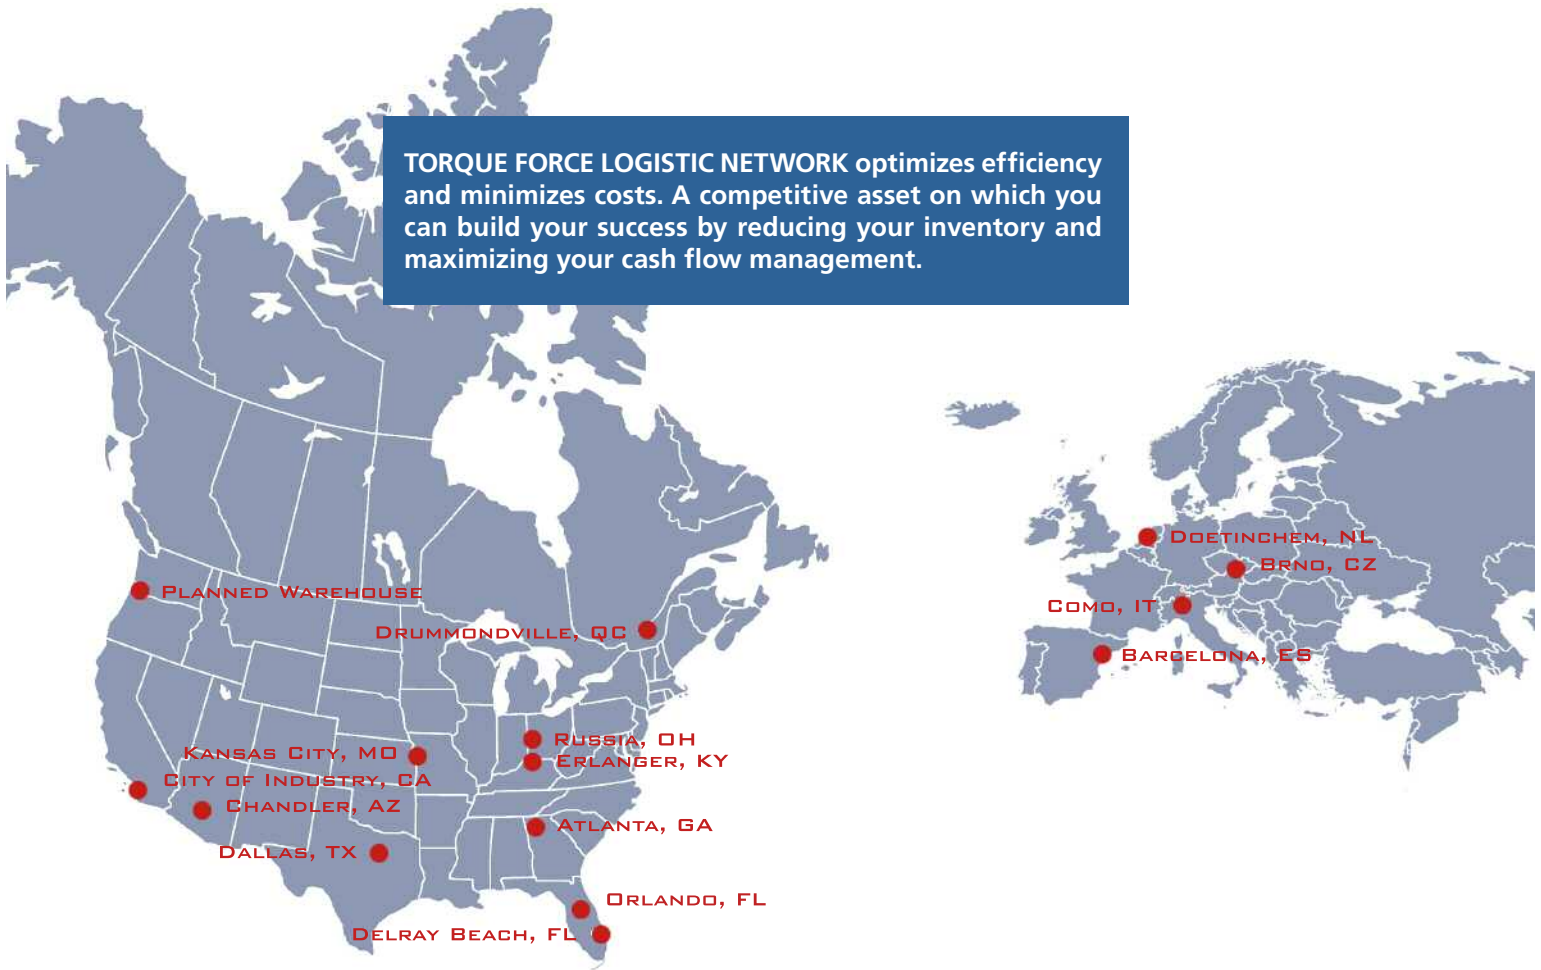 TORQUE FORCE LOGISTIC NETWORK optimizes efficiency
and minimizes costs. A competitive asset on which you
can build your success by reducing your inventory and
maximizing your cash flow management.
Doetinchem, NL
Brno, CZ
Planned Warehouse
Como, IT
Drummondville, QC
Barcelona, ES
Russia, OH
Kansas City, MO
Erlanger, KY
City of Industry, CA
Chandler, AZ
Atlanta, GA
Dallas, TX
Orlando, FL
Delray Beach, FL